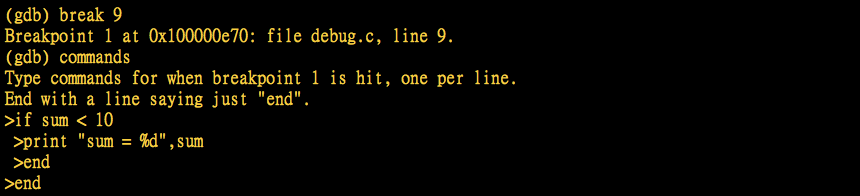 (gdb) break 9
Breakpoint 1 at 0x100000e70: file debug.c, line 9.
(gdb) commands
Type commands for when breakpoint 1 is hit, one per line.
End with a line saying just "end".
>if sum < 10
 >print "sum = %d",sum
 >end
>end